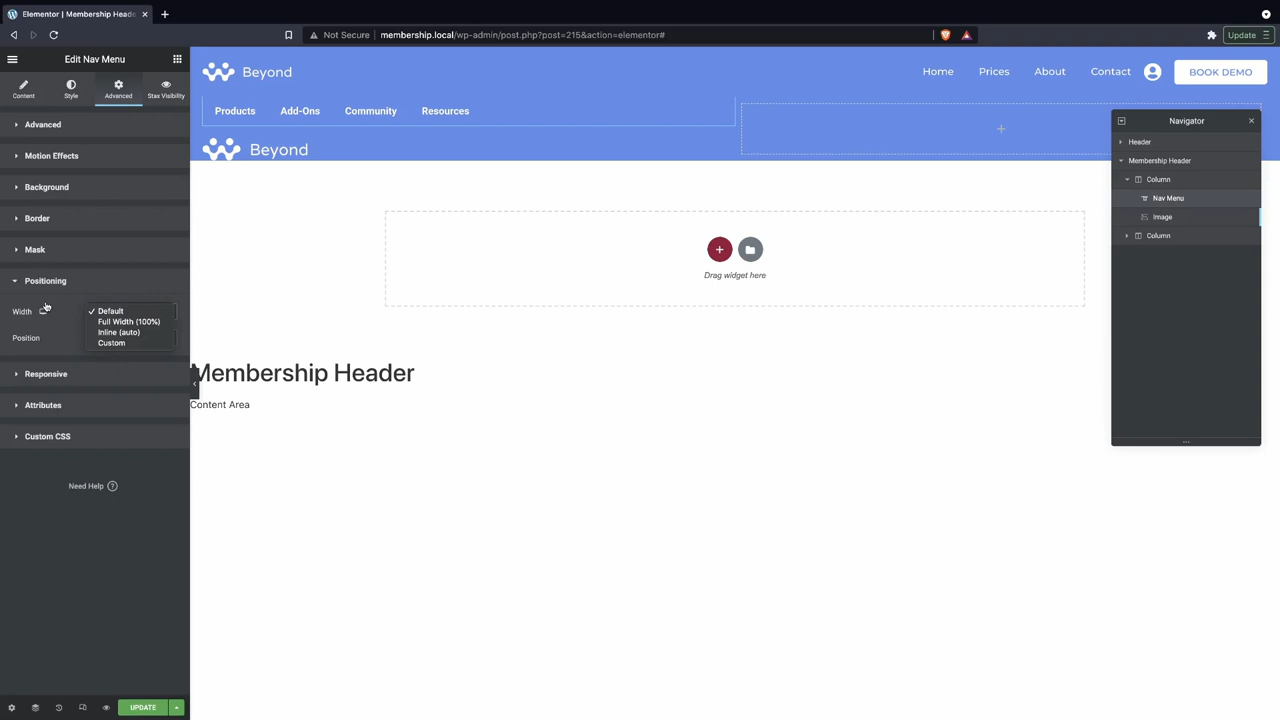 Elementor | Membership Heade
Not Secure
membership.local/wp-admin/post.php?post=215&action=elementor#
Update
Edit Nav Menu
Content
Style
Advanced
Stax Visibility
Advanced
Motion Effects
Background
Border
Mask
Positioning
Width
Default
Full Width (100%)
Inline (auto)
Custom
Position
Responsive
Attributes
Custom CSS
Need Help
UPDATE
Beyond
Home
Prices
About
Contact
BOOK DEMO
Products
Add-Ons
Community
Resources
Beyond
Drag widget here
Membership Header
Content Area
Navigator
Header
Membership Header
Column
Nav Menu
Image
Column